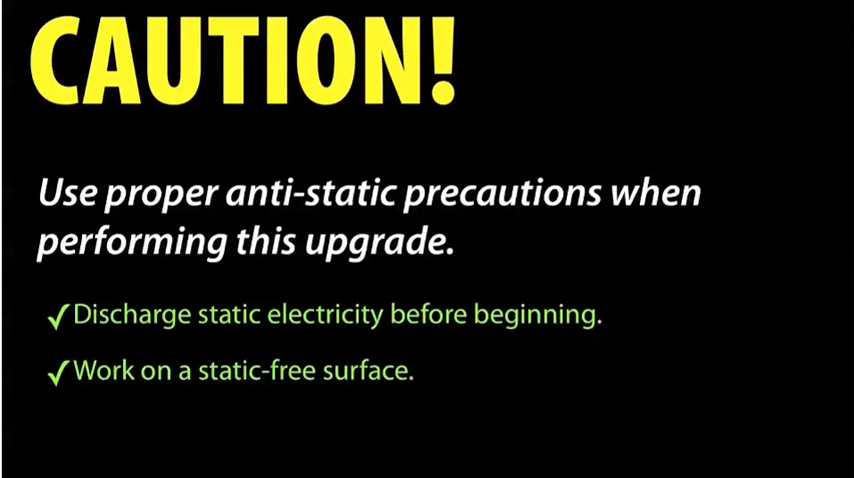 CAUTION!
Use proper anti-static precautions when
performing this upgrade.
✓Discharge static electricity before beginning.
✓Work on a static-free surface.